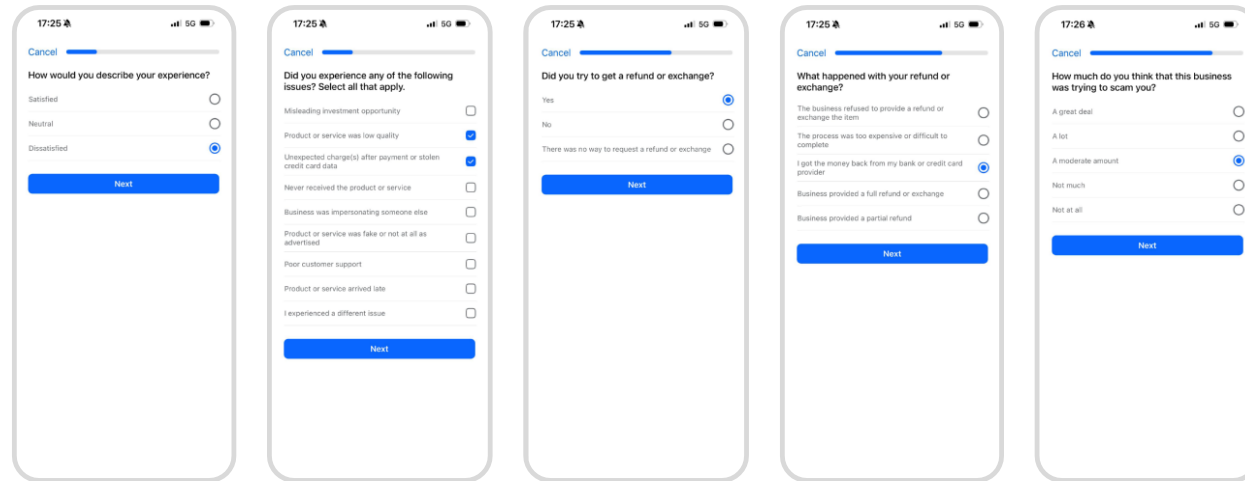 17:25
5G
Cancel
How would you describe your experience?
Satisfied
Neutral
Dissatisfied
Next
17:25
5G
Cancel
Did you experience any of the following
issues? Select all that apply.
Misleading investment opportunity
Product or service was low quality
Unexpected charge(s) after payment or stolen
credit card data
Never received the product or service
Business was impersonating someone else
Product or service was fake or not at all as
advertised
Poor customer support
Product or service arrived late
I experienced a different issue
Next
17:25
5G
Cancel
Did you try to get a refund or exchange?
Yes
No
There was no way to request a refund or exchange
Next
17:25
5G
Cancel
What happened with your refund or
exchange?
The business refused to provide a refund or
exchange the item
The process was too expensive or difficult to
complete
I got the money back from my bank or credit card
provider
Business provided a full refund or exchange
Business provided a partial refund
Next
17:26
5G
Cancel
How much do you think that this business
was trying to scam you?
A great deal
A lot
A moderate amount
Not much
Not at all
Next